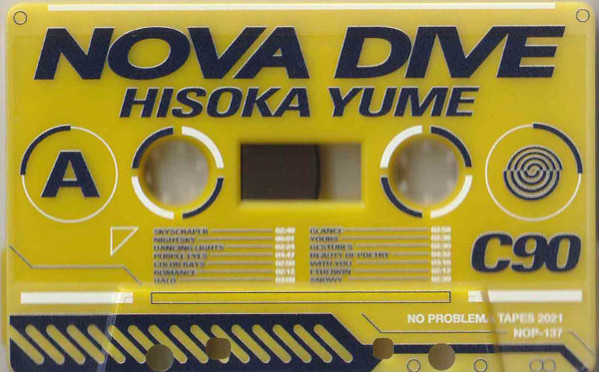 NOVA DIVE
HISOKA YUME
A
SKYSCRAPER
NIGHTSKY
DANCING LIGHTS
PURPLE EYES
COLOR RAYS
ROMANCE
HALO
GLANCE
YOURS
GESTURES
BEAUTY OF POETRY
WITH YOU
ETHERION
SNOWY
C90
NO PROBLEMA TAPES 2021
NOP-137